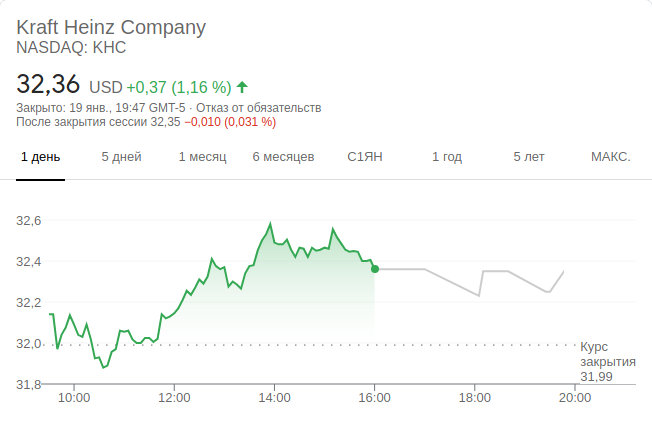 Kraft Heinz Company
NASDAQ: KHC
32,36 USD +0,37 (1,16 %) ↑
Закрыто: 19 янв., 19:47 GMT-5 · Отказ от обязательств
После закрытия сессии 32,35 −0,010 (0,031 %)
1 день 5 дней 1 месяц 6 месяцев С1ЯН 1 год 5 лет МАКС.
32,6
32,4
32,2
32,0
Курс
закрытия
31,99
31,8
10:00 12:00 14:00 16:00 18:00 20:00